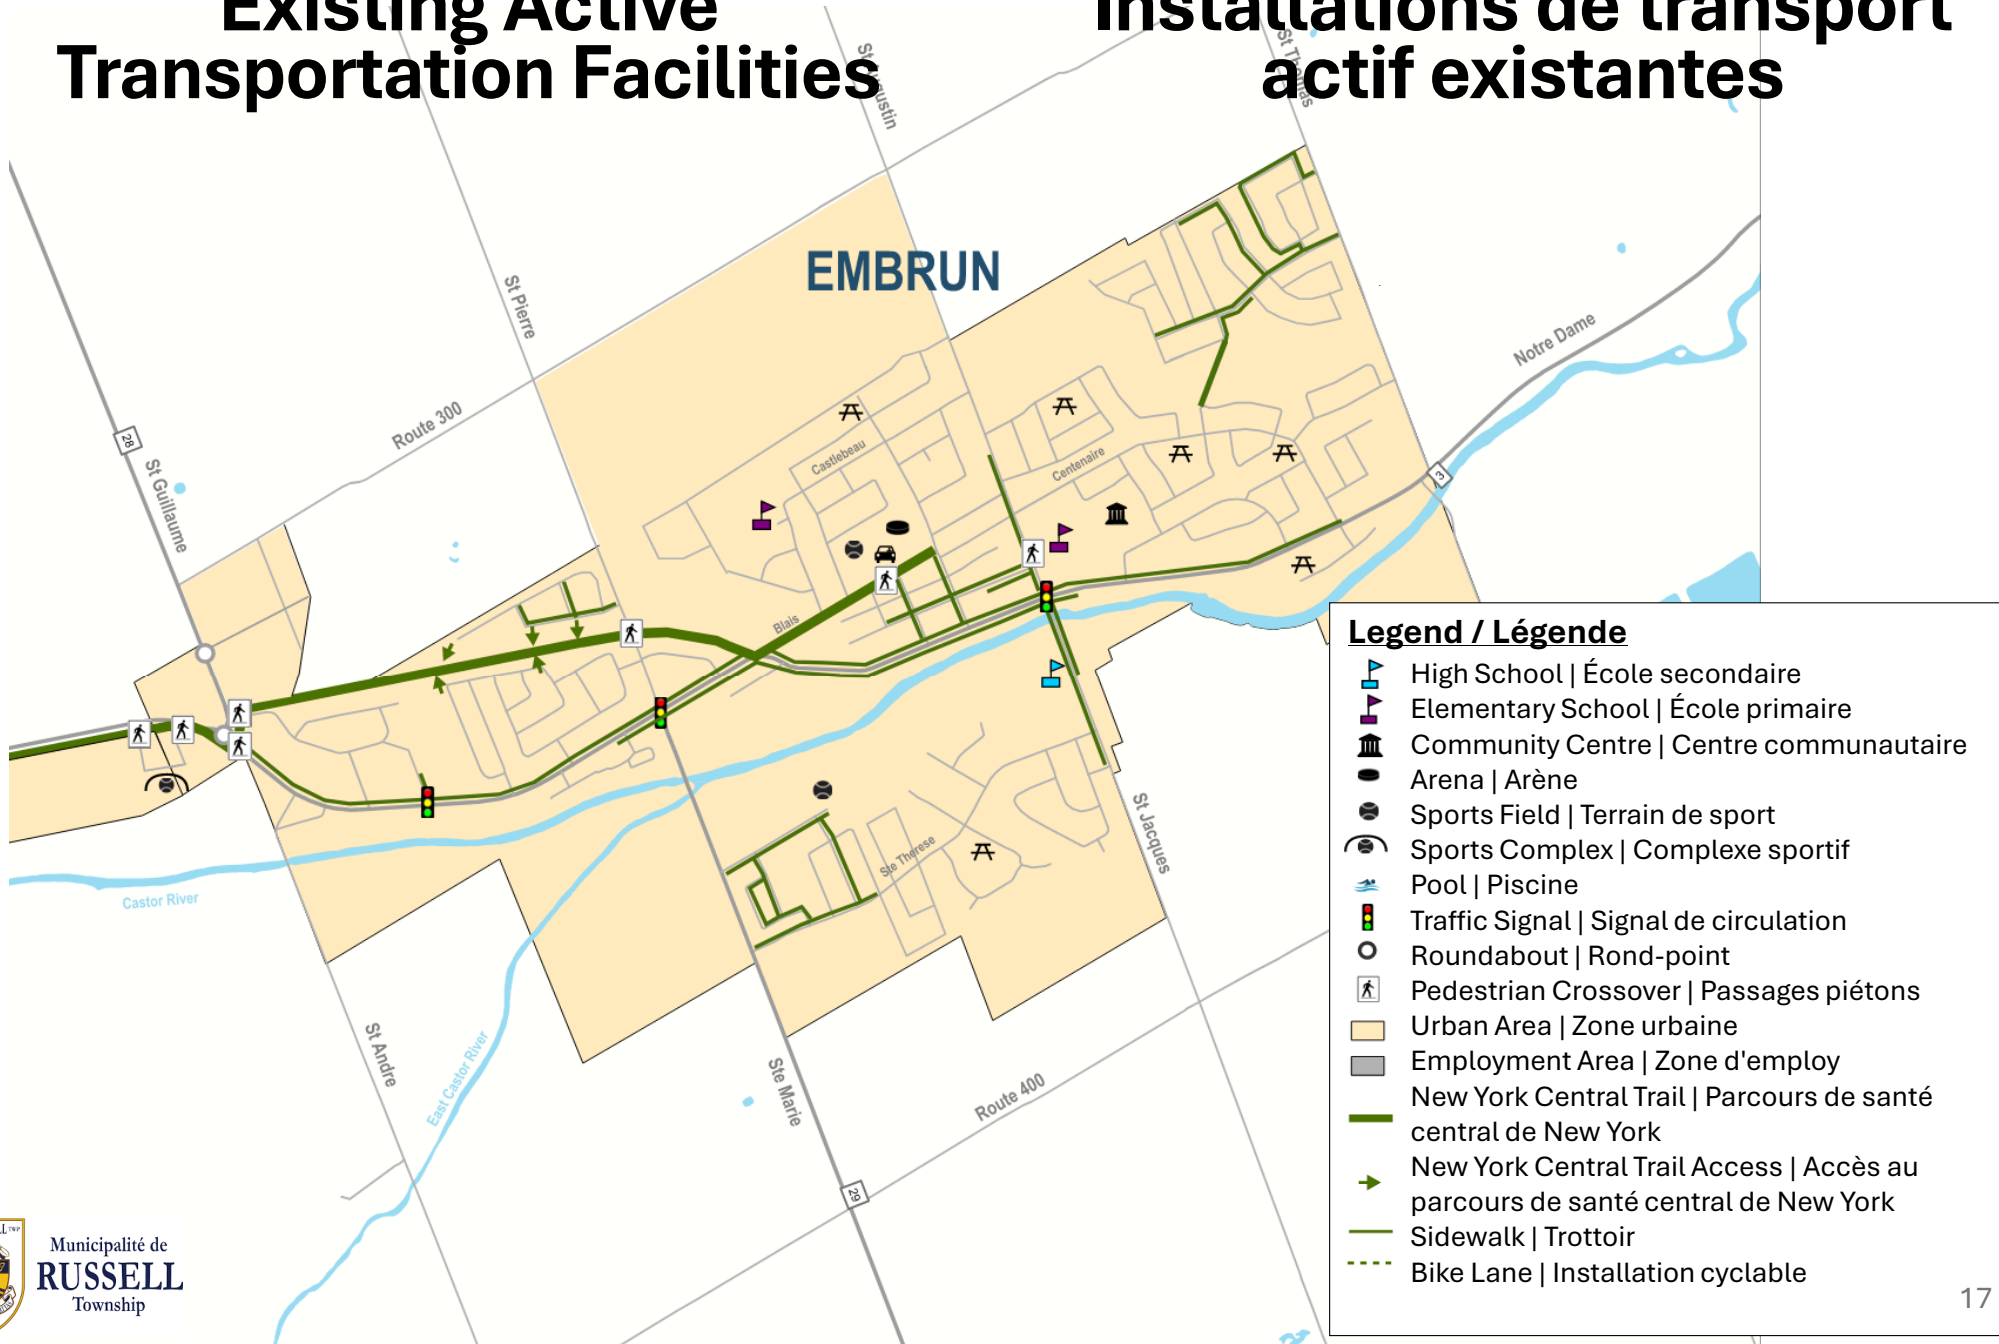 Existing Active
Transportation Facilities
Installations de transport
actif existantes
St Augustin
St Thomas
EMBRUN
St Pierre
Notre Dame
Route 300
28
St Guillaume
Castlebeau
Centenaire
3
Blais
Castor River
Ste Therese
St Jacques
St Andre
East Castor River
Ste Marie
Route 400
29
Legend / Légende
High School | École secondaire
Elementary School | École primaire
Community Centre | Centre communautaire
Arena | Arène
Sports Field | Terrain de sport
Sports Complex | Complexe sportif
Pool | Piscine
Traffic Signal | Signal de circulation
Roundabout | Rond-point
Pedestrian Crossover | Passages piétons
Urban Area | Zone urbaine
Employment Area | Zone d'employ
New York Central Trail | Parcours de santé
central de New York
New York Central Trail Access | Accès au
parcours de santé central de New York
Sidewalk | Trottoir
Bike Lane | Installation cyclable
Municipalité de
RUSSELL
Township
17